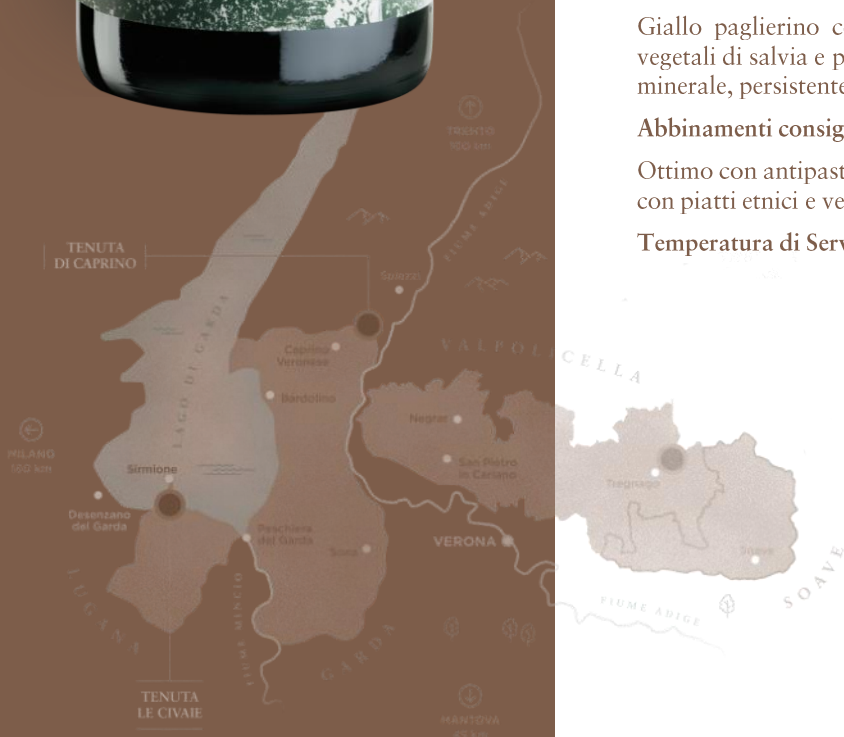 Giallo paglierino c
vegetali di salvia e p
minerale, persistente
Abbinamenti consig
Ottimo con antipast
con piatti etnici e ve
Temperatura di Serv
TRENTO
100 km
FIUME ADIGE
TENUTA
DI CAPRINO
Spiazzi
LAGO DI GARDA
VALPOLICELLA
Caprino
Veronese
Bardolino
Negrar
MILANO
160 km
Sirmione
San Pietro
in Cariano
Tregnago
Desenzano
del Garda
Peschiera
del Garda
VERONA
Sona
Soave
SOAVE
LUGANA
FIUME MINCIO
FIUME ADIGE
GARDA
TENUTA
LE CIVAIE
MANTOVA